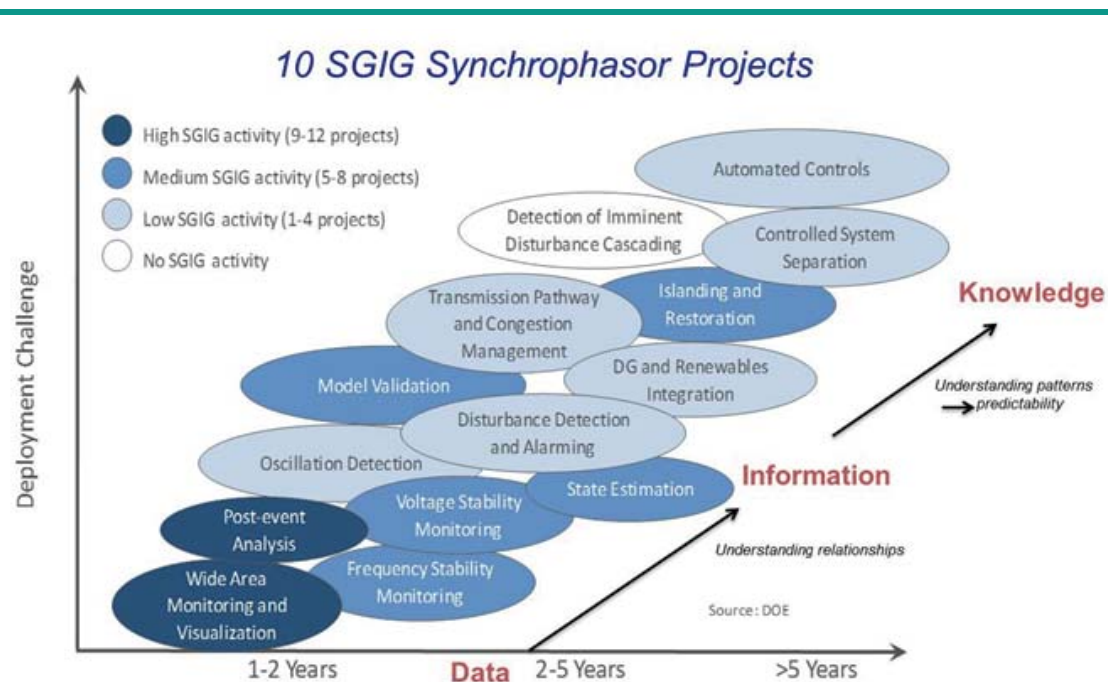 10 SGIG Synchrophasor Projects
High SGIG activity (9-12 projects)
Medium SGIG activity (5-8 projects)
Low SGIG activity (1-4 projects)
No SGIG activity
Deployment Challenge
Automated Controls
Detection of Imminent
Disturbance Cascading
Controlled System
Separation
Transmission Pathway
and Congestion
Management
Islanding and
Restoration
Knowledge
Model Validation
DG and Renewables
Integration
Understanding patterns
predictability
Disturbance Detection
and Alarming
Oscillation Detection
Information
State Estimation
Voltage Stability
Monitoring
Post-event
Analysis
Understanding relationships
Frequency Stability
Monitoring
Wide Area
Monitoring and
Visualization
Source: DOE
1-2 Years
Data
2-5 Years
>5 Years